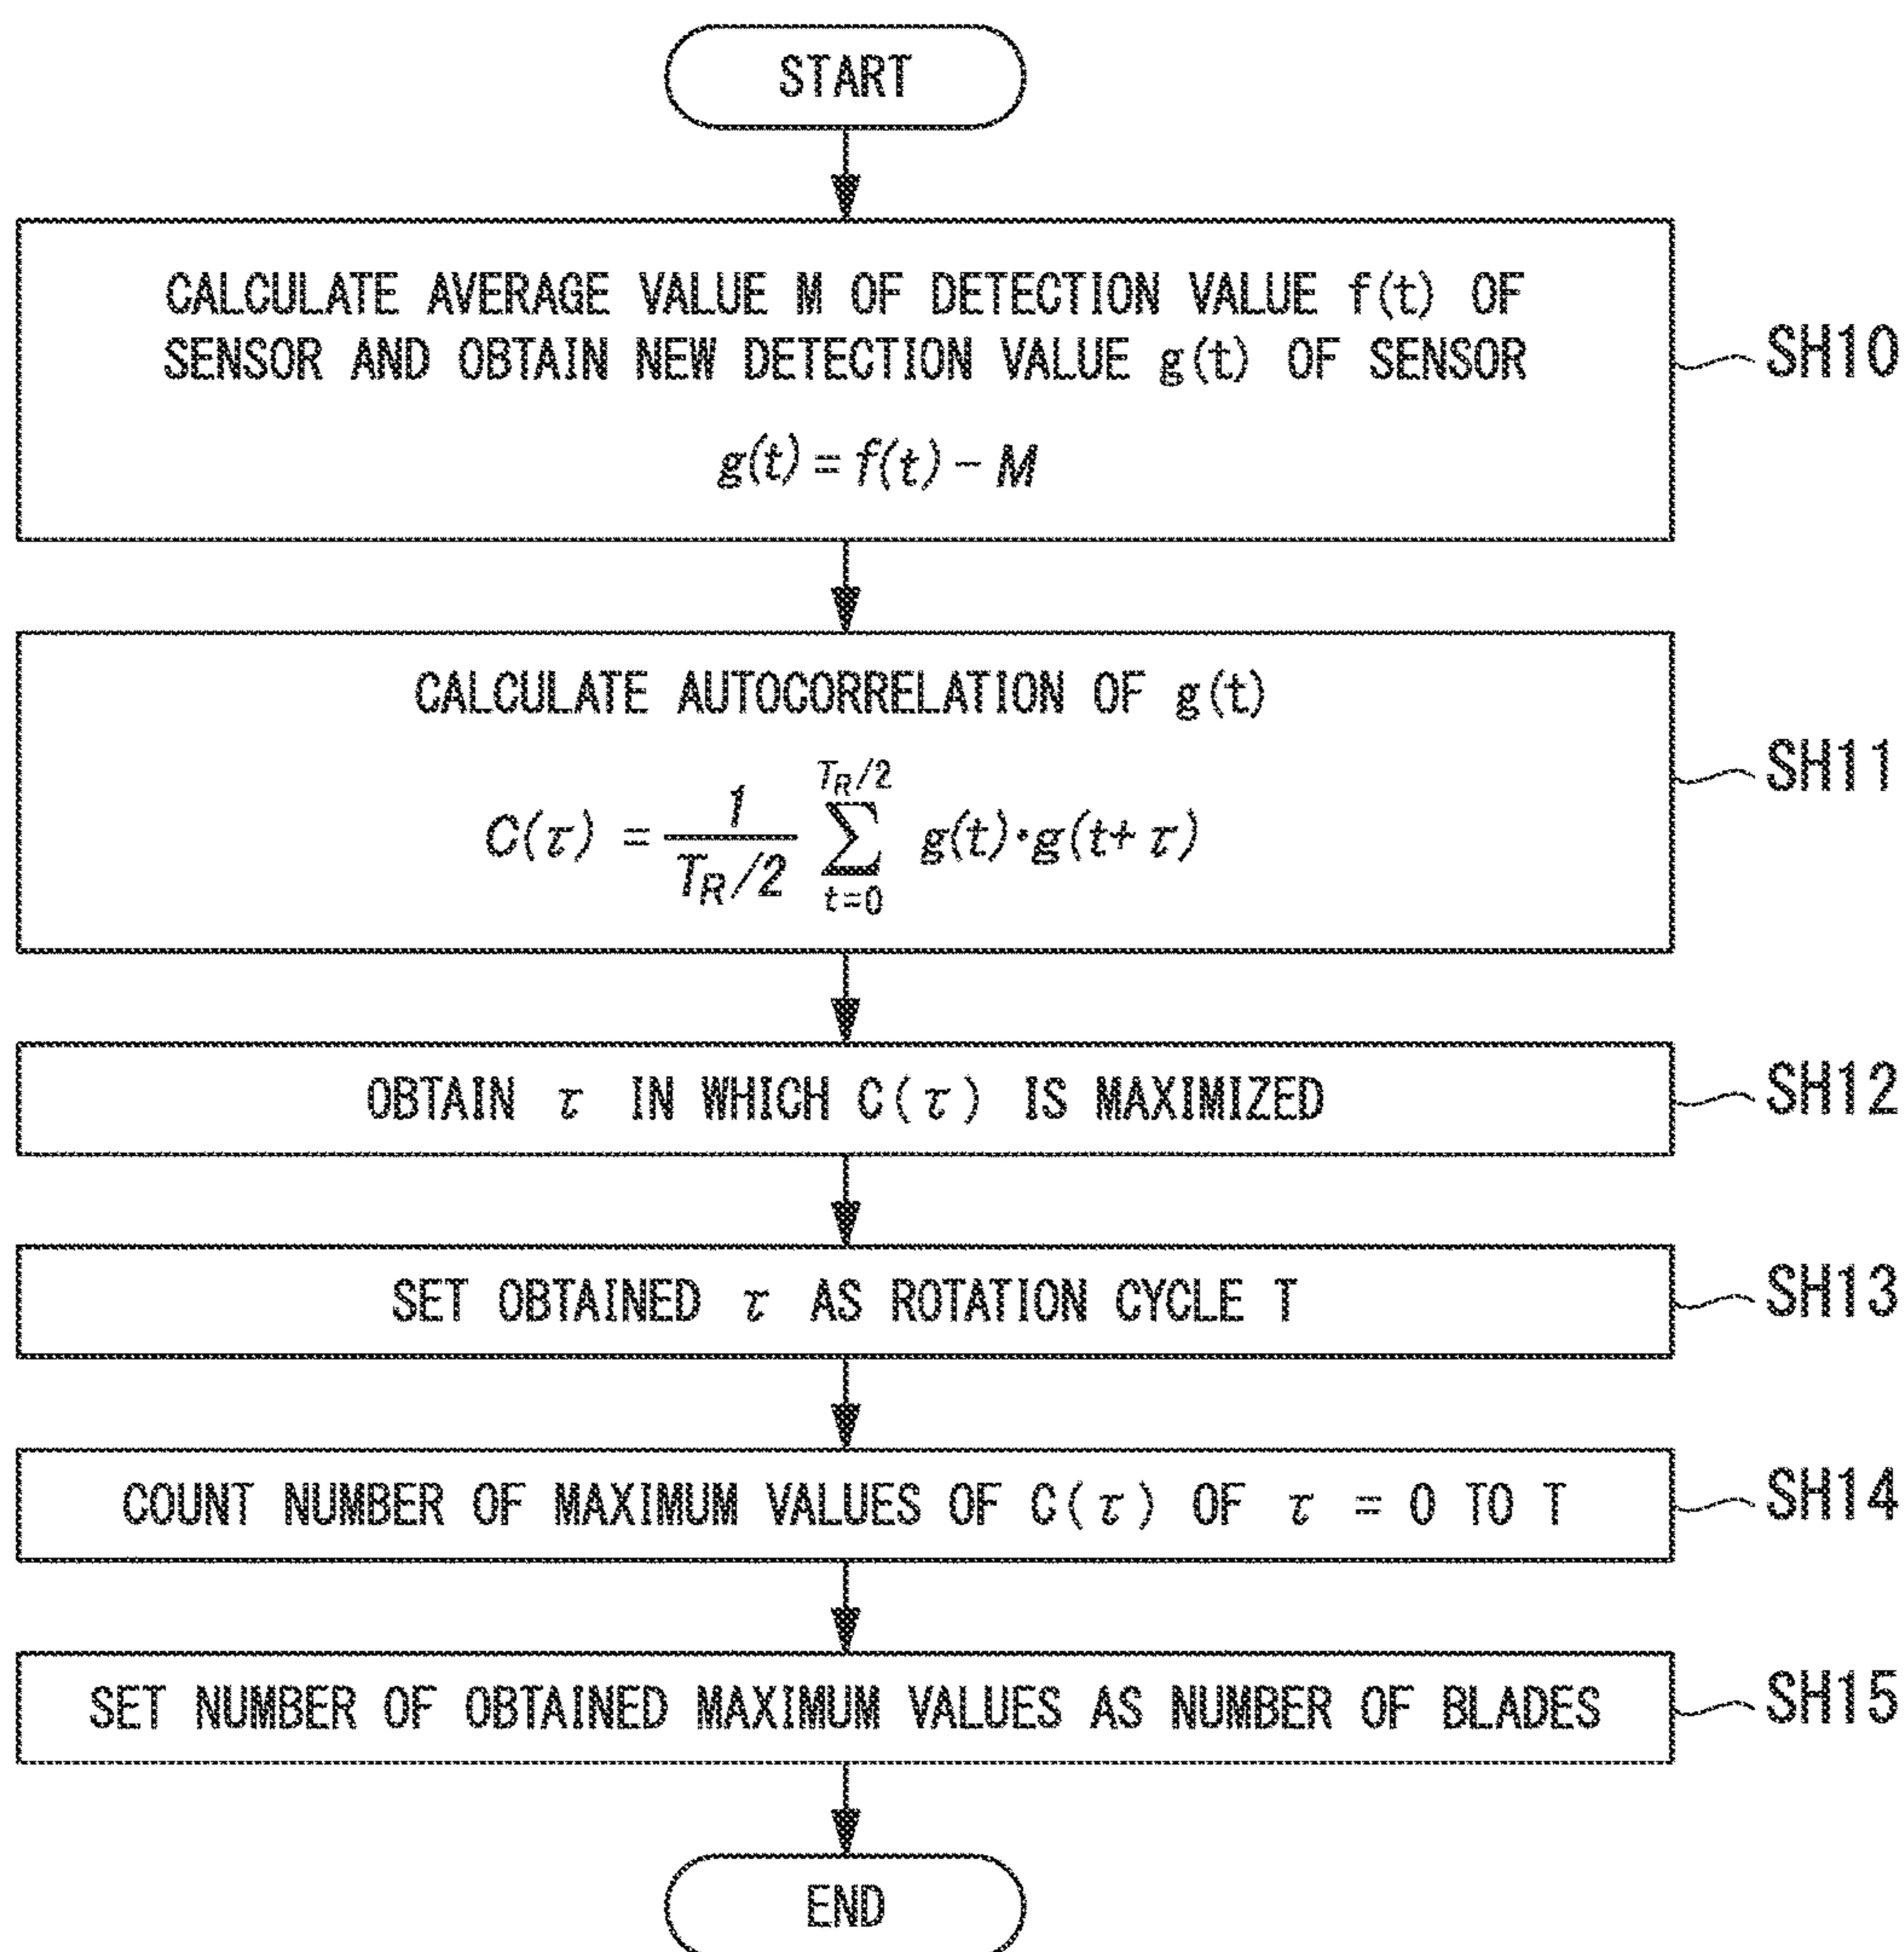 START
CALCULATE AVERAGE VALUE M OF DETECTION VALUE f(t) OF
SENSOR AND OBTAIN NEW DETECTION VALUE g(t) OF SENSOR
g(t) = f(t) - M
SH10
CALCULATE AUTOCORRELATION OF g(t)
C(τ) = 1/(T_R/2) Σ_{t=0}^{T_R/2} g(t)·g(t+τ)
SH11
OBTAIN τ IN WHICH C(τ) IS MAXIMIZED
SH12
SET OBTAINED τ AS ROTATION CYCLE T
SH13
COUNT NUMBER OF MAXIMUM VALUES OF C(τ) OF τ = 0 TO T
SH14
SET NUMBER OF OBTAINED MAXIMUM VALUES AS NUMBER OF BLADES
SH15
END